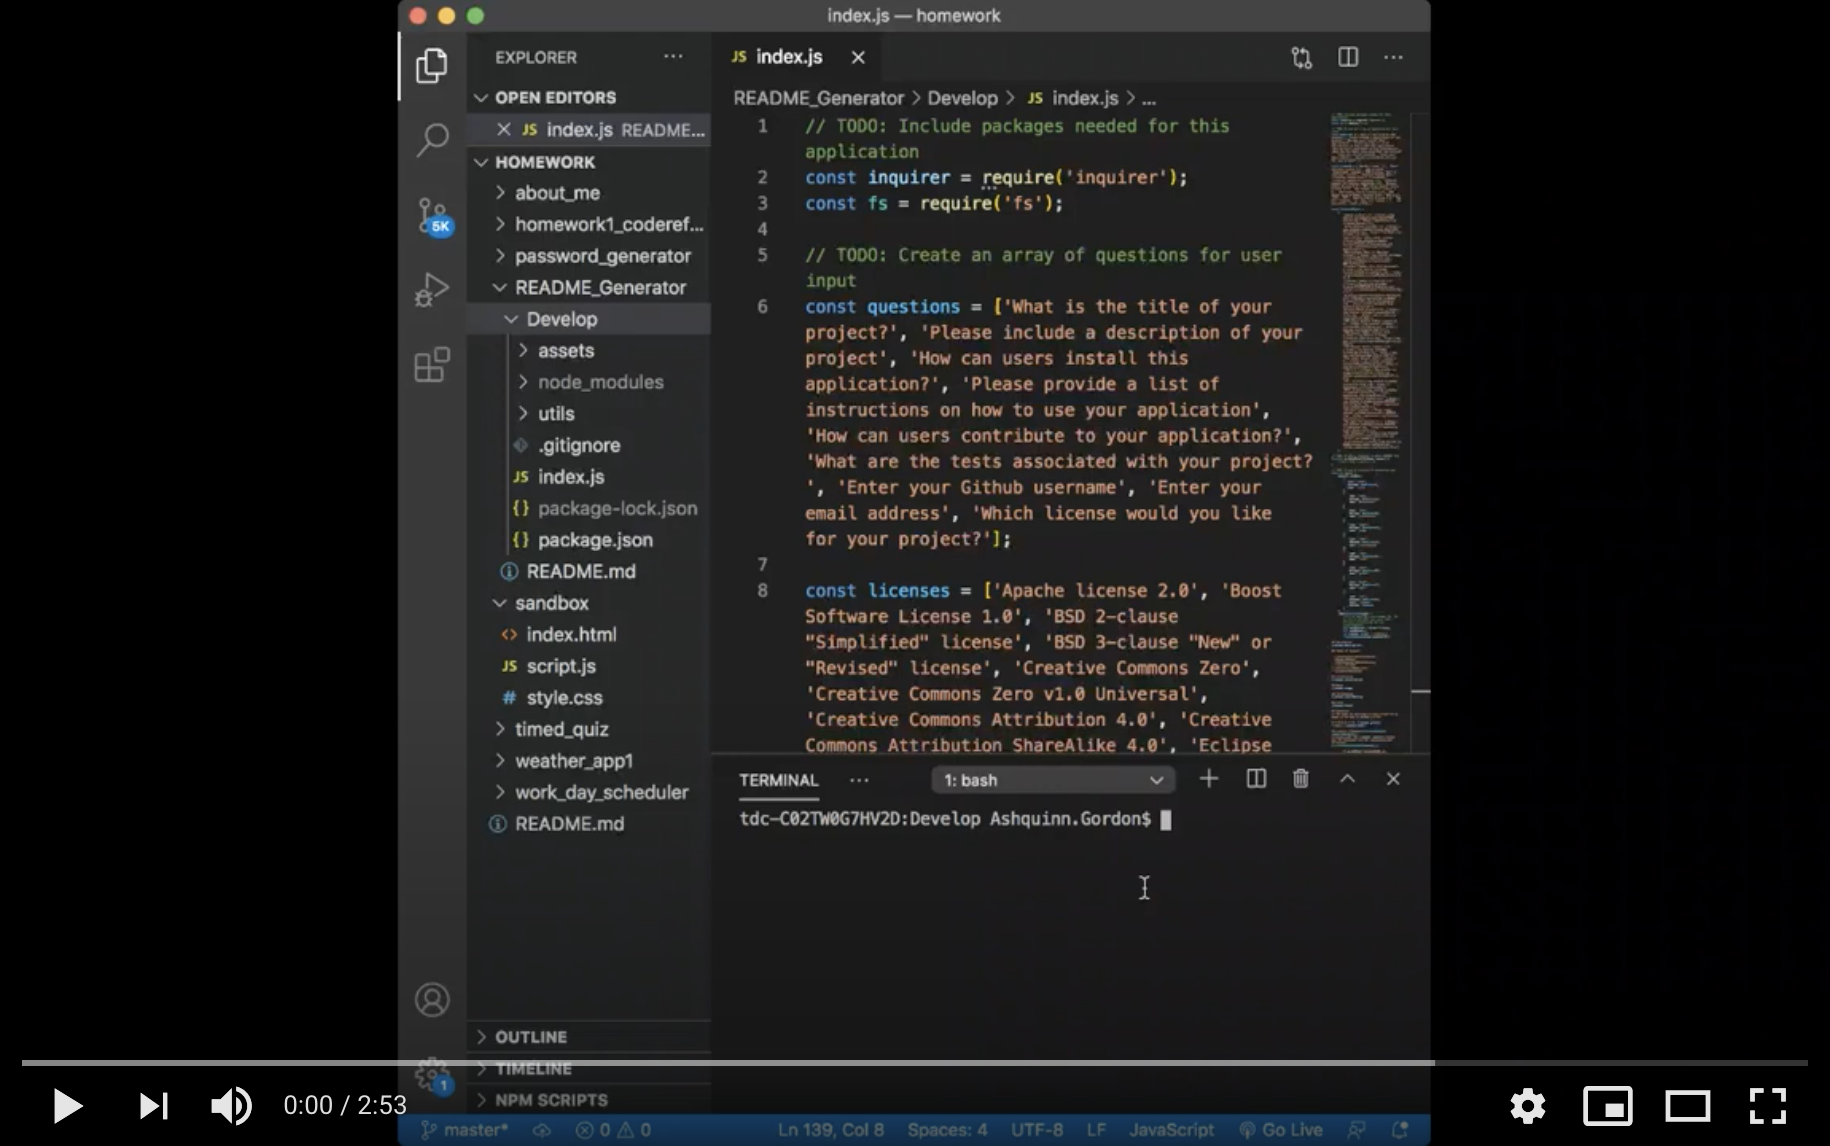 index.js — homework
EXPLORER
JS index.js
OPEN EDITORS
JS index.js README...
HOMEWORK
about_me
homework1_coderef...
password_generator
README_Generator
Develop
assets
node_modules
utils
.gitignore
JS index.js
{} package-lock.json
{} package.json
README.md
sandbox
<> index.html
JS script.js
# style.css
timed_quiz
weather_app1
work_day_scheduler
README.md
OUTLINE
TIMELINE
NPM SCRIPTS
5K
1
README_Generator > Develop > JS index.js > ...
1 // TODO: Include packages needed for this
application
2 const inquirer = require('inquirer');
3 const fs = require('fs');
4
5 // TODO: Create an array of questions for user
input
6 const questions = ['What is the title of your
project?', 'Please include a description of your
project', 'How can users install this
application?', 'Please provide a list of
instructions on how to use your application',
'How can users contribute to your application?',
'What are the tests associated with your project?
', 'Enter your Github username', 'Enter your
email address', 'Which license would you like
for your project?'];
7
8 const licenses = ['Apache license 2.0', 'Boost
Software License 1.0', 'BSD 2-clause
"Simplified" license', 'BSD 3-clause "New" or
"Revised" license', 'Creative Commons Zero',
'Creative Commons Zero v1.0 Universal',
'Creative Commons Attribution 4.0', 'Creative
Commons Attribution ShareAlike 4.0', 'Eclipse
TERMINAL
1: bash
tdc-C02TW0G7HV2D:Develop Ashquinn.Gordon$
0:00 / 2:53
master* 0 0 Ln 139, Col 8 Spaces: 4 UTF-8 LF JavaScript Go Live